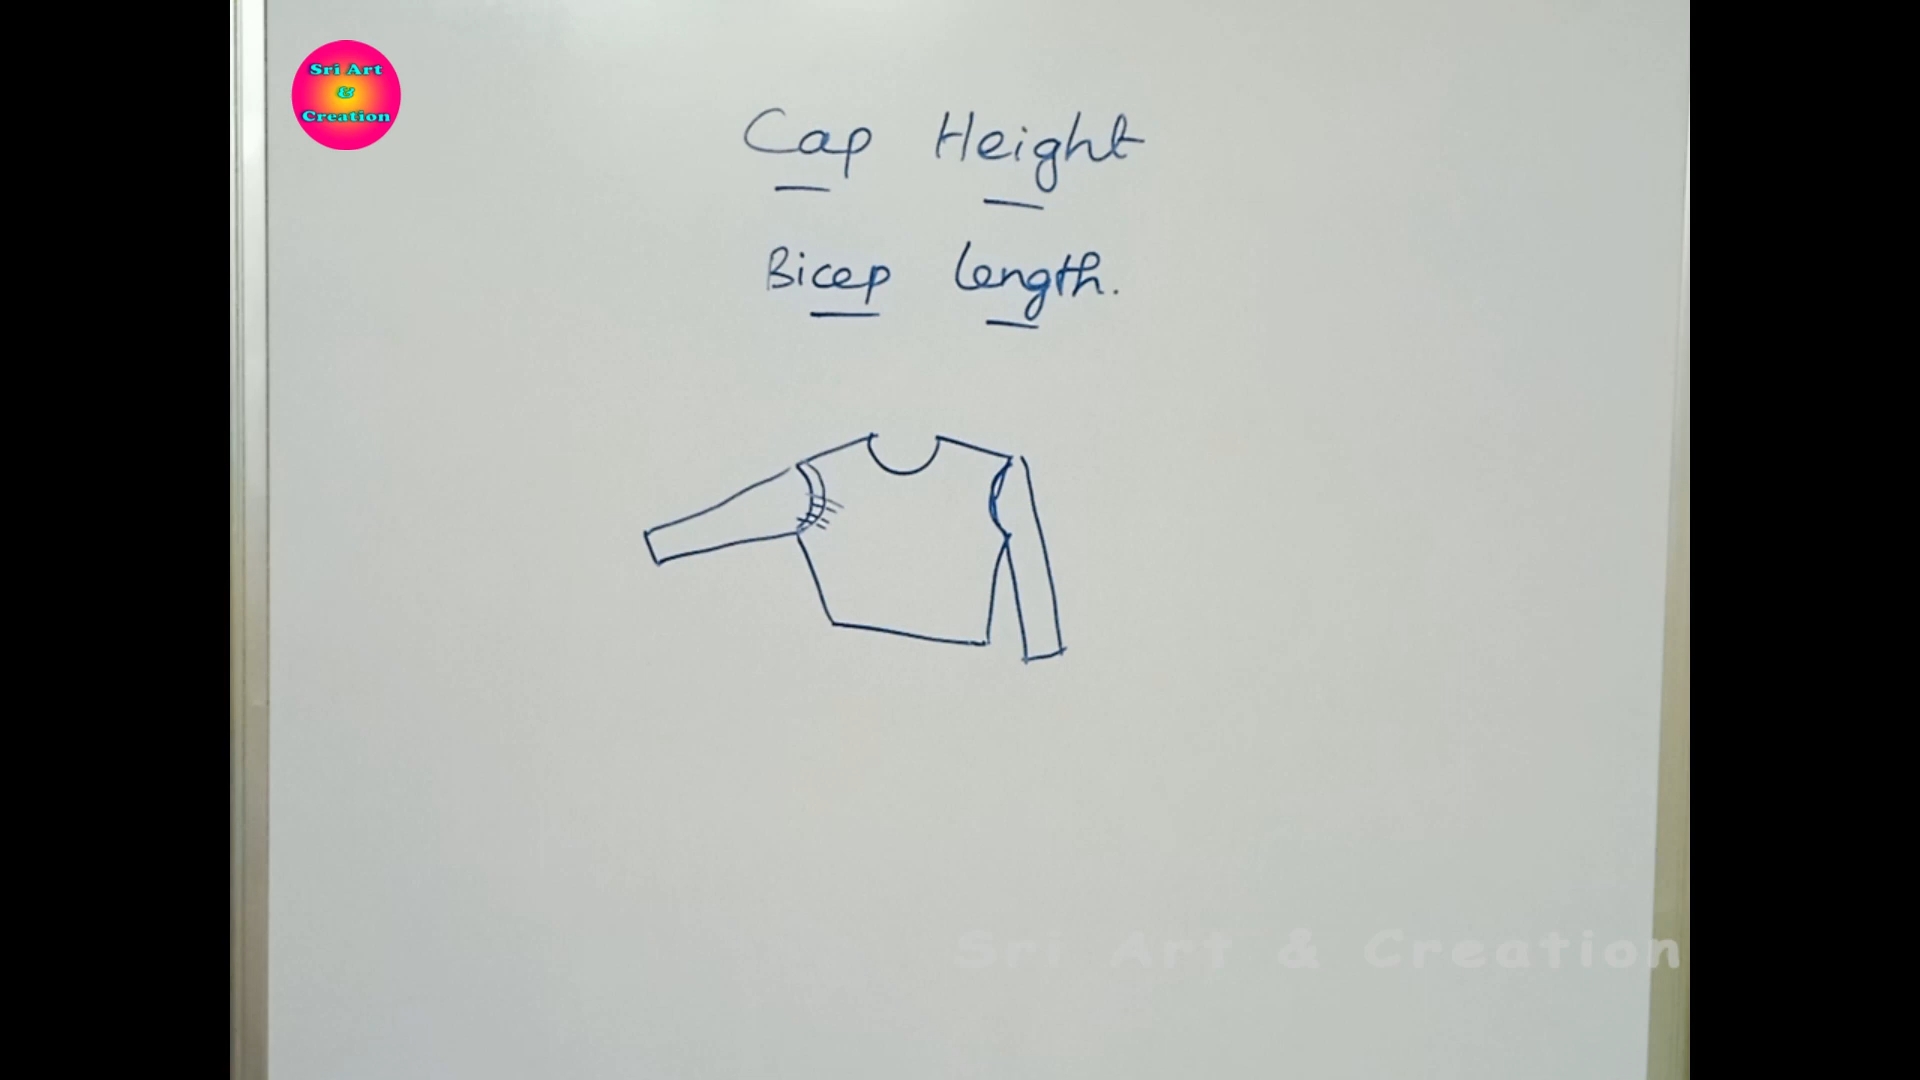 Sri Art
&
Creation
Cap Height
Bicep length.
Sri Art & Creation